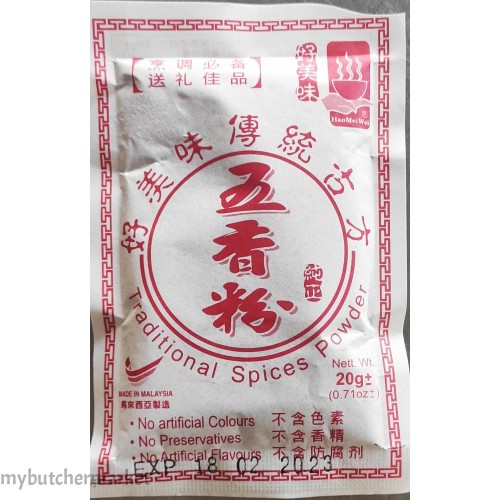 烹调必备
送礼佳品
好美味
HaoMeiWei
好美味傳統古方
五香粉
純正
Traditional Spices Powder
Nett. Wt.
20g±
(0.71oz±)
MADE IN MALAYSIA
馬來西亞製造
• No artificial Colours 不含色素
• No Preservatives 不含香精
• No Artificial Flavours 不含防腐剂
EXP 18 02 2023